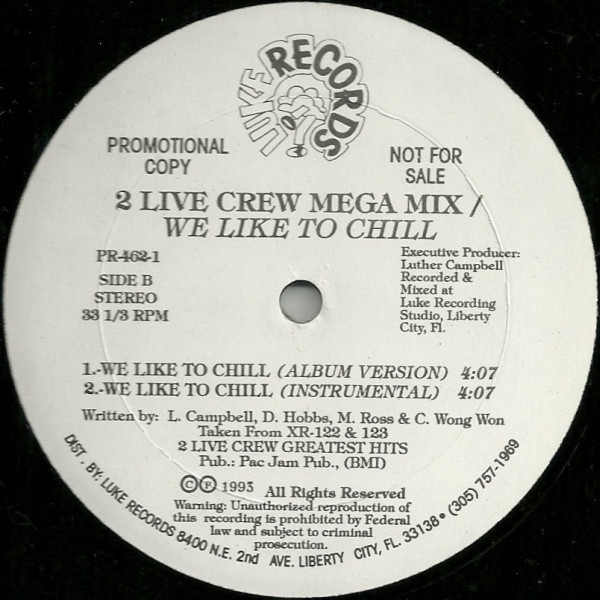 LUKE RECORDS
PROMOTIONAL
COPY
NOT FOR
SALE
2 LIVE CREW MEGA MIX /
WE LIKE TO CHILL
PR-462-1
SIDE B
STEREO
33 1/3 RPM
Executive Producer:
Luther Campbell
Recorded &
Mixed at
Luke Recording
Studio, Liberty
City, Fl.
1.-WE LIKE TO CHILL (ALBUM VERSION) 4:07
2.-WE LIKE TO CHILL (INSTRUMENTAL) 4:07
Written by: L. Campbell, D. Hobbs, M. Ross & C. Wong Won
Taken From XR-122 & 123
2 LIVE CREW GREATEST HITS
Pub.: Pac Jam Pub., (BMI)
©℗ 1993 All Rights Reserved
Warning: Unauthorized reproduction of
this recording is prohibited by Federal
law and subject to criminal
prosecution.
DIST. BY: LUKE RECORDS 8400 N.E. 2nd AVE. LIBERTY CITY, FL. 33138 • (305) 757-1969